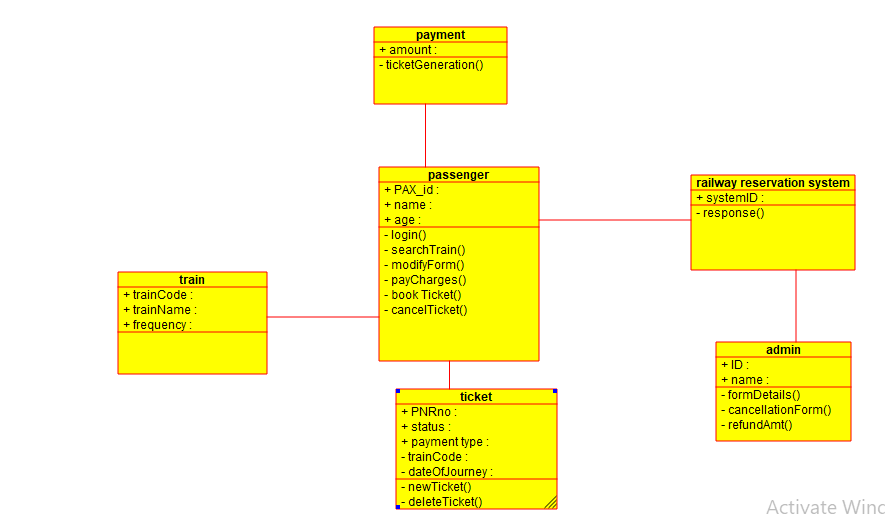 payment
+ amount :
- ticketGeneration()
passenger
+ PAX_id :
+ name :
+ age :
- login()
- searchTrain()
- modifyForm()
- payCharges()
- book Ticket()
- cancelTicket()
railway reservation system
+ systemID :
- response()
train
+ trainCode :
+ trainName :
+ frequency :
admin
+ ID :
+ name :
- formDetails()
- cancellationForm()
- refundAmt()
ticket
+ PNRno :
+ status :
+ payment type :
- trainCode :
- dateOfJourney :
- newTicket()
- deleteTicket()
Activate Winc